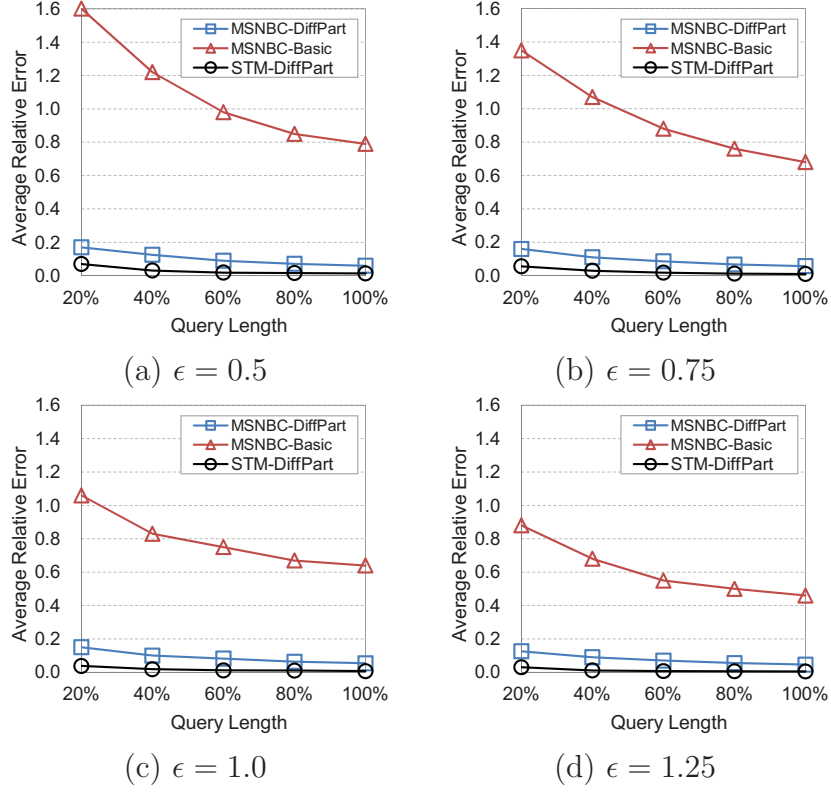 1.6
1.4
1.2
1.0
0.8
0.6
0.4
0.2
0.0
Average Relative Error
MSNBC-DiffPart
MSNBC-Basic
STM-DiffPart
20% 40% 60% 80% 100%
Query Length
(a) ϵ = 0.5
1.6
1.4
1.2
1.0
0.8
0.6
0.4
0.2
0.0
Average Relative Error
MSNBC-DiffPart
MSNBC-Basic
STM-DiffPart
20% 40% 60% 80% 100%
Query Length
(b) ϵ = 0.75
1.6
1.4
1.2
1.0
0.8
0.6
0.4
0.2
0.0
Average Relative Error
MSNBC-DiffPart
MSNBC-Basic
STM-DiffPart
20% 40% 60% 80% 100%
Query Length
(c) ϵ = 1.0
1.6
1.4
1.2
1.0
0.8
0.6
0.4
0.2
0.0
Average Relative Error
MSNBC-DiffPart
MSNBC-Basic
STM-DiffPart
20% 40% 60% 80% 100%
Query Length
(d) ϵ = 1.25